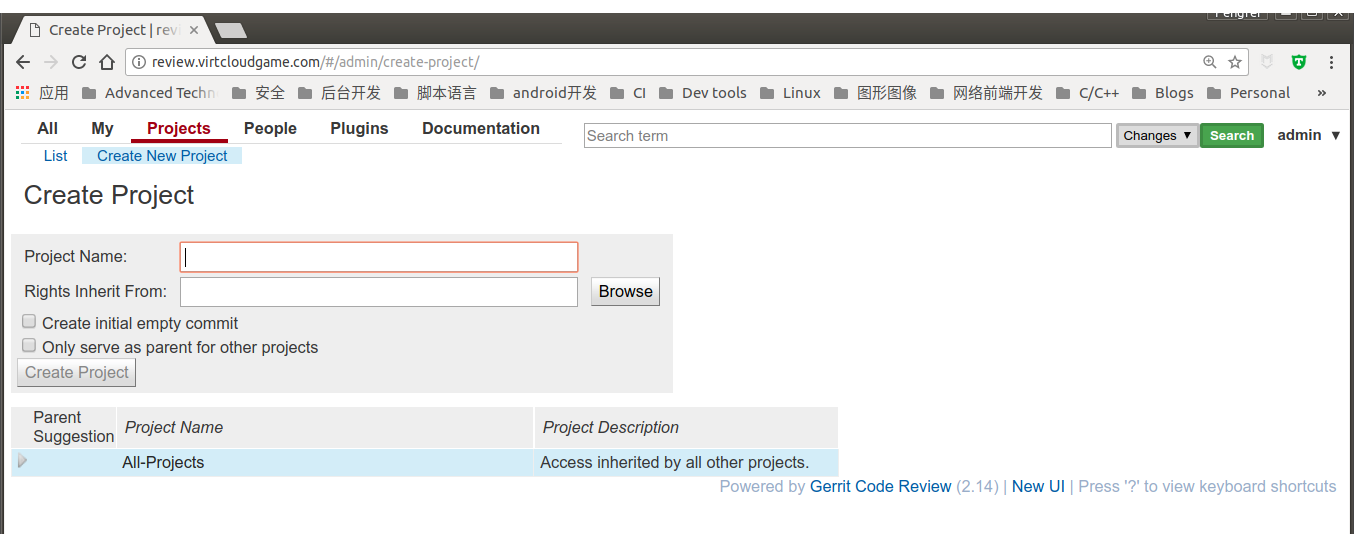 Create Project | rev
review.virtcloudgame.com/#/admin/create-project/
应用 Advanced Techn 安全 后台开发 脚本语言 android开发 CI Dev tools Linux 图形图像 网络前端开发 C/C++ Blogs Personal »
All My Projects People Plugins Documentation Search term Changes ▼ Search admin ▼
List Create New Project
Create Project
Project Name:
Rights Inherit From: Browse
Create initial empty commit
Only serve as parent for other projects
Create Project
Parent Suggestion Project Name Project Description
All-Projects Access inherited by all other projects.
Powered by Gerrit Code Review (2.14) | New UI | Press '?' to view keyboard shortcuts